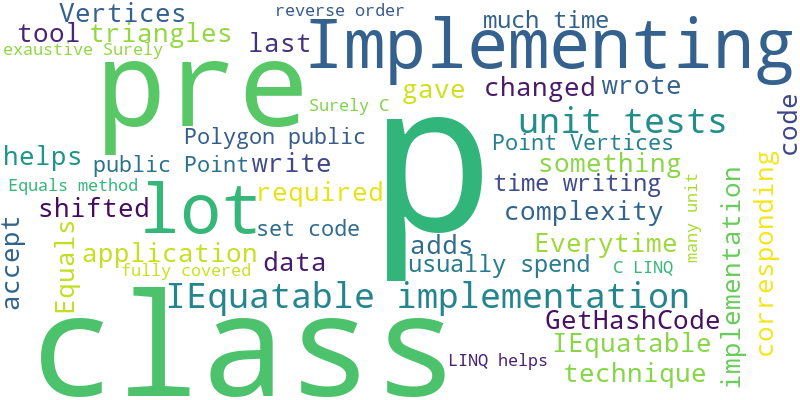 reverse order
Vertices
much time
tool
triangles
last
Implementing
exaustive Surely
pre
changed
wrote
gave
Surely C
code
p
unit tests
Polygon public
Point Vertices
helps
public Point
write
something
Equals method
lot
required
time writing
shifted
set code
complexity
accept
Equals
application
adds
Everytime
many unit
fully covered
data
usually spend
C LINQ
implementation
corresponding
IEquatable implementation
class
GetHashCode
IEquatable
LINQ helps
technique